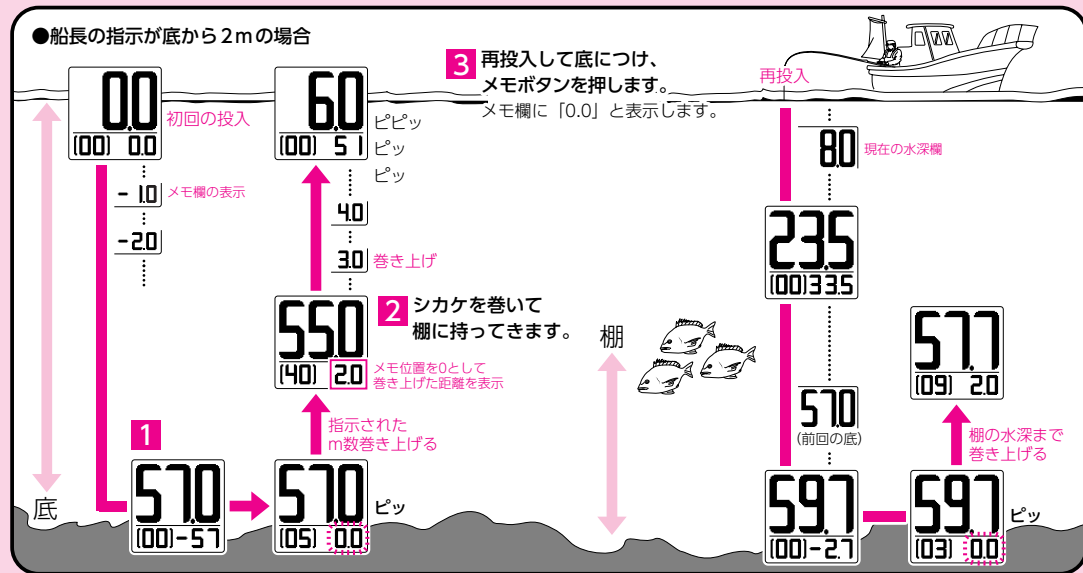 ●船長の指示が底から2mの場合
0.0
(00) 0.0
初回の投入
- 1.0
メモ欄の表示
-2.0
底
1
57.0
(00)-57
6.0
(00) 51
ピピッ
ピッ
ピッ
4.0
3.0
巻き上げ
55.0
(40) 2.0
2 シカケを巻いて
棚に持ってきます。
メモ位置を0として
巻き上げた距離を表示
指示された
m数巻き上げる
57.0
(05) 0.0
ピッ
3 再投入して底につけ、
メモボタンを押します。
メモ欄に「0.0」と表示します。
棚
再投入
8.0
現在の水深欄
23.5
(00)33.5
57.0
(前回の底)
59.7
(00)-2.7
57.7
(09) 2.0
棚の水深まで
巻き上げる
59.7
(03) 0.0
ピッ